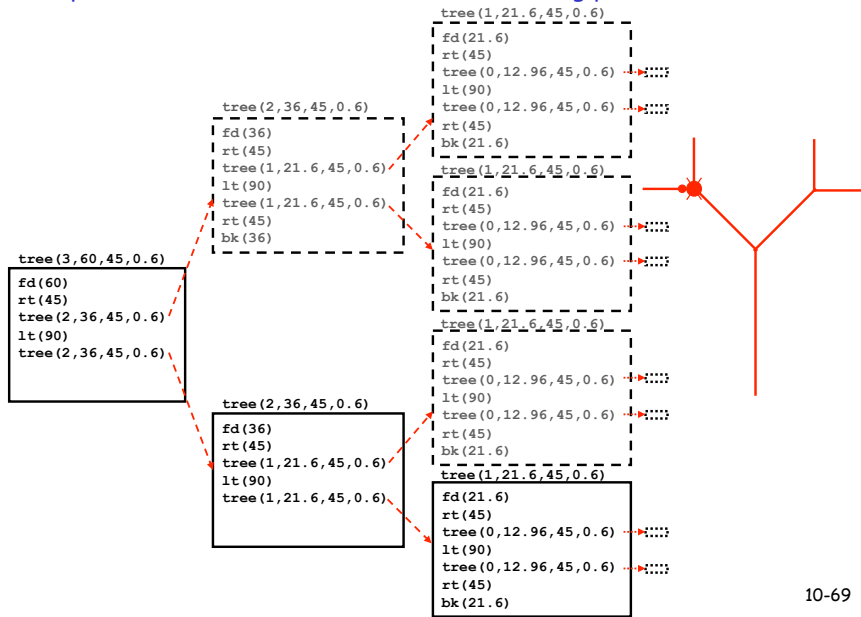 tree(1,21.6,45,0.6)
fd(21.6)
rt(45)
tree(0,12.96,45,0.6)
lt(90)
tree(0,12.96,45,0.6)
rt(45)
bk(21.6)
tree(2,36,45,0.6)
fd(36)
rt(45)
tree(1,21.6,45,0.6)
lt(90)
tree(1,21.6,45,0.6)
rt(45)
bk(36)
tree(1,21.6,45,0.6)
fd(21.6)
rt(45)
tree(0,12.96,45,0.6)
lt(90)
tree(0,12.96,45,0.6)
rt(45)
bk(21.6)
tree(3,60,45,0.6)
fd(60)
rt(45)
tree(2,36,45,0.6)
lt(90)
tree(2,36,45,0.6)
tree(1,21.6,45,0.6)
fd(21.6)
rt(45)
tree(0,12.96,45,0.6)
lt(90)
tree(0,12.96,45,0.6)
rt(45)
bk(21.6)
tree(2,36,45,0.6)
fd(36)
rt(45)
tree(1,21.6,45,0.6)
lt(90)
tree(1,21.6,45,0.6)
tree(1,21.6,45,0.6)
fd(21.6)
rt(45)
tree(0,12.96,45,0.6)
lt(90)
tree(0,12.96,45,0.6)
rt(45)
bk(21.6)
10-69